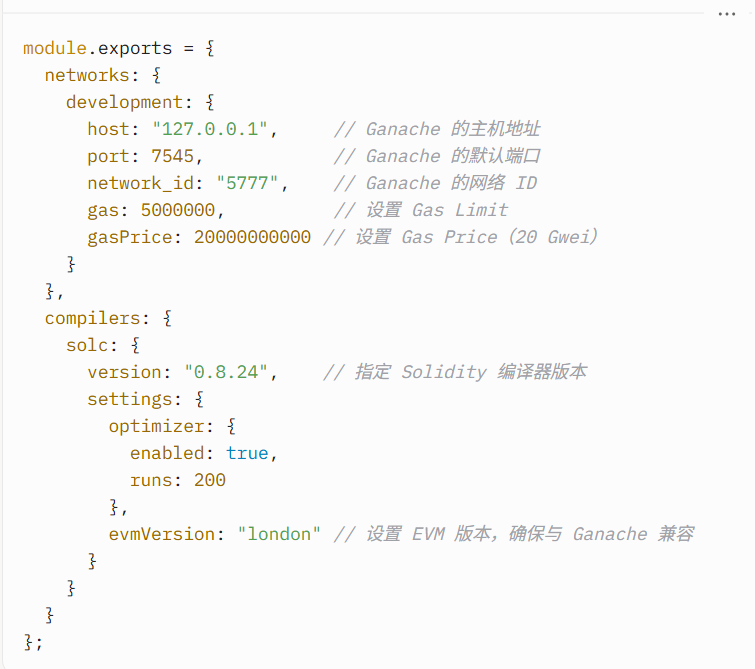 module.exports = {
  networks: {
    development: {
      host: "127.0.0.1",     // Ganache 的主机地址
      port: 7545,            // Ganache 的默认端口
      network_id: "5777",    // Ganache 的网络 ID
      gas: 5000000,          // 设置 Gas Limit
      gasPrice: 20000000000 // 设置 Gas Price（20 Gwei）
    }
  },
  compilers: {
    solc: {
      version: "0.8.24",    // 指定 Solidity 编译器版本
      settings: {
        optimizer: {
          enabled: true,
          runs: 200
        },
        evmVersion: "london" // 设置 EVM 版本，确保与 Ganache 兼容
      }
    }
  }
};